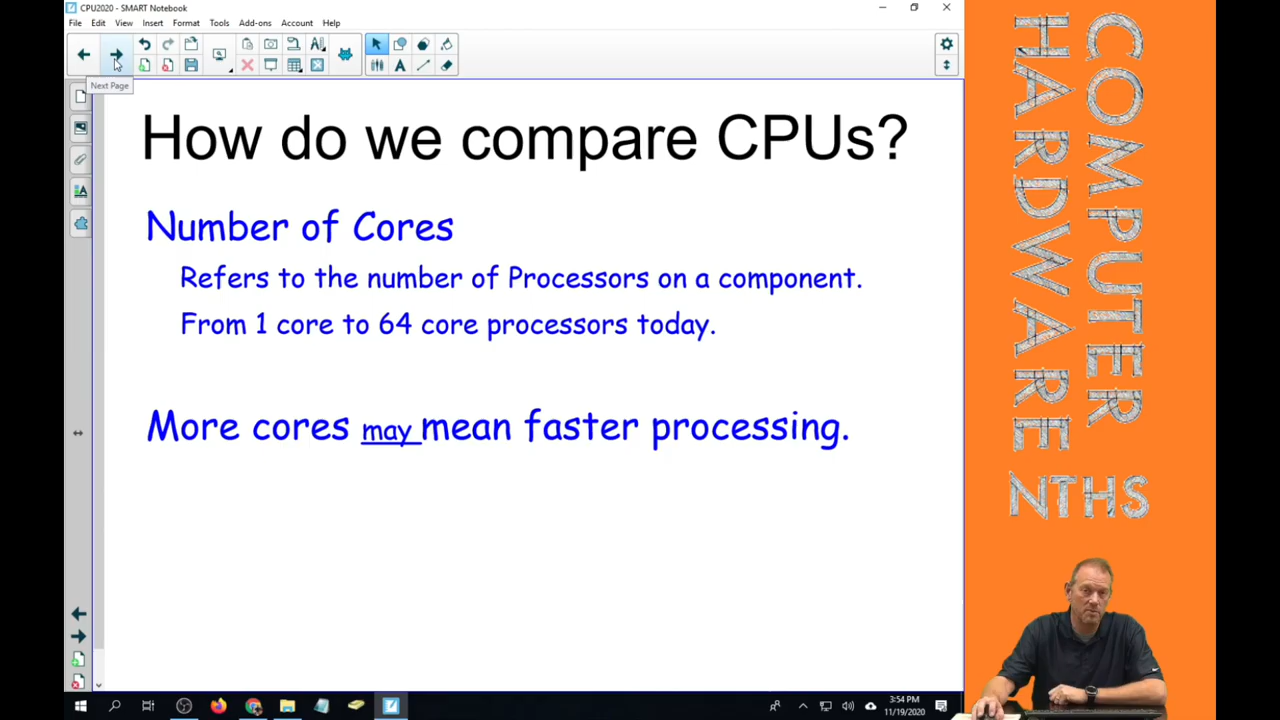 CPU2020 - SMART Notebook
File Edit View Insert Format Tools Add-ons Account Help
Next Page
How do we compare CPUs?
Number of Cores
Refers to the number of Processors on a component.
From 1 core to 64 core processors today.
More cores may mean faster processing.
COMPUTER
HARDWARE NTHS
3:54 PM
11/19/2020